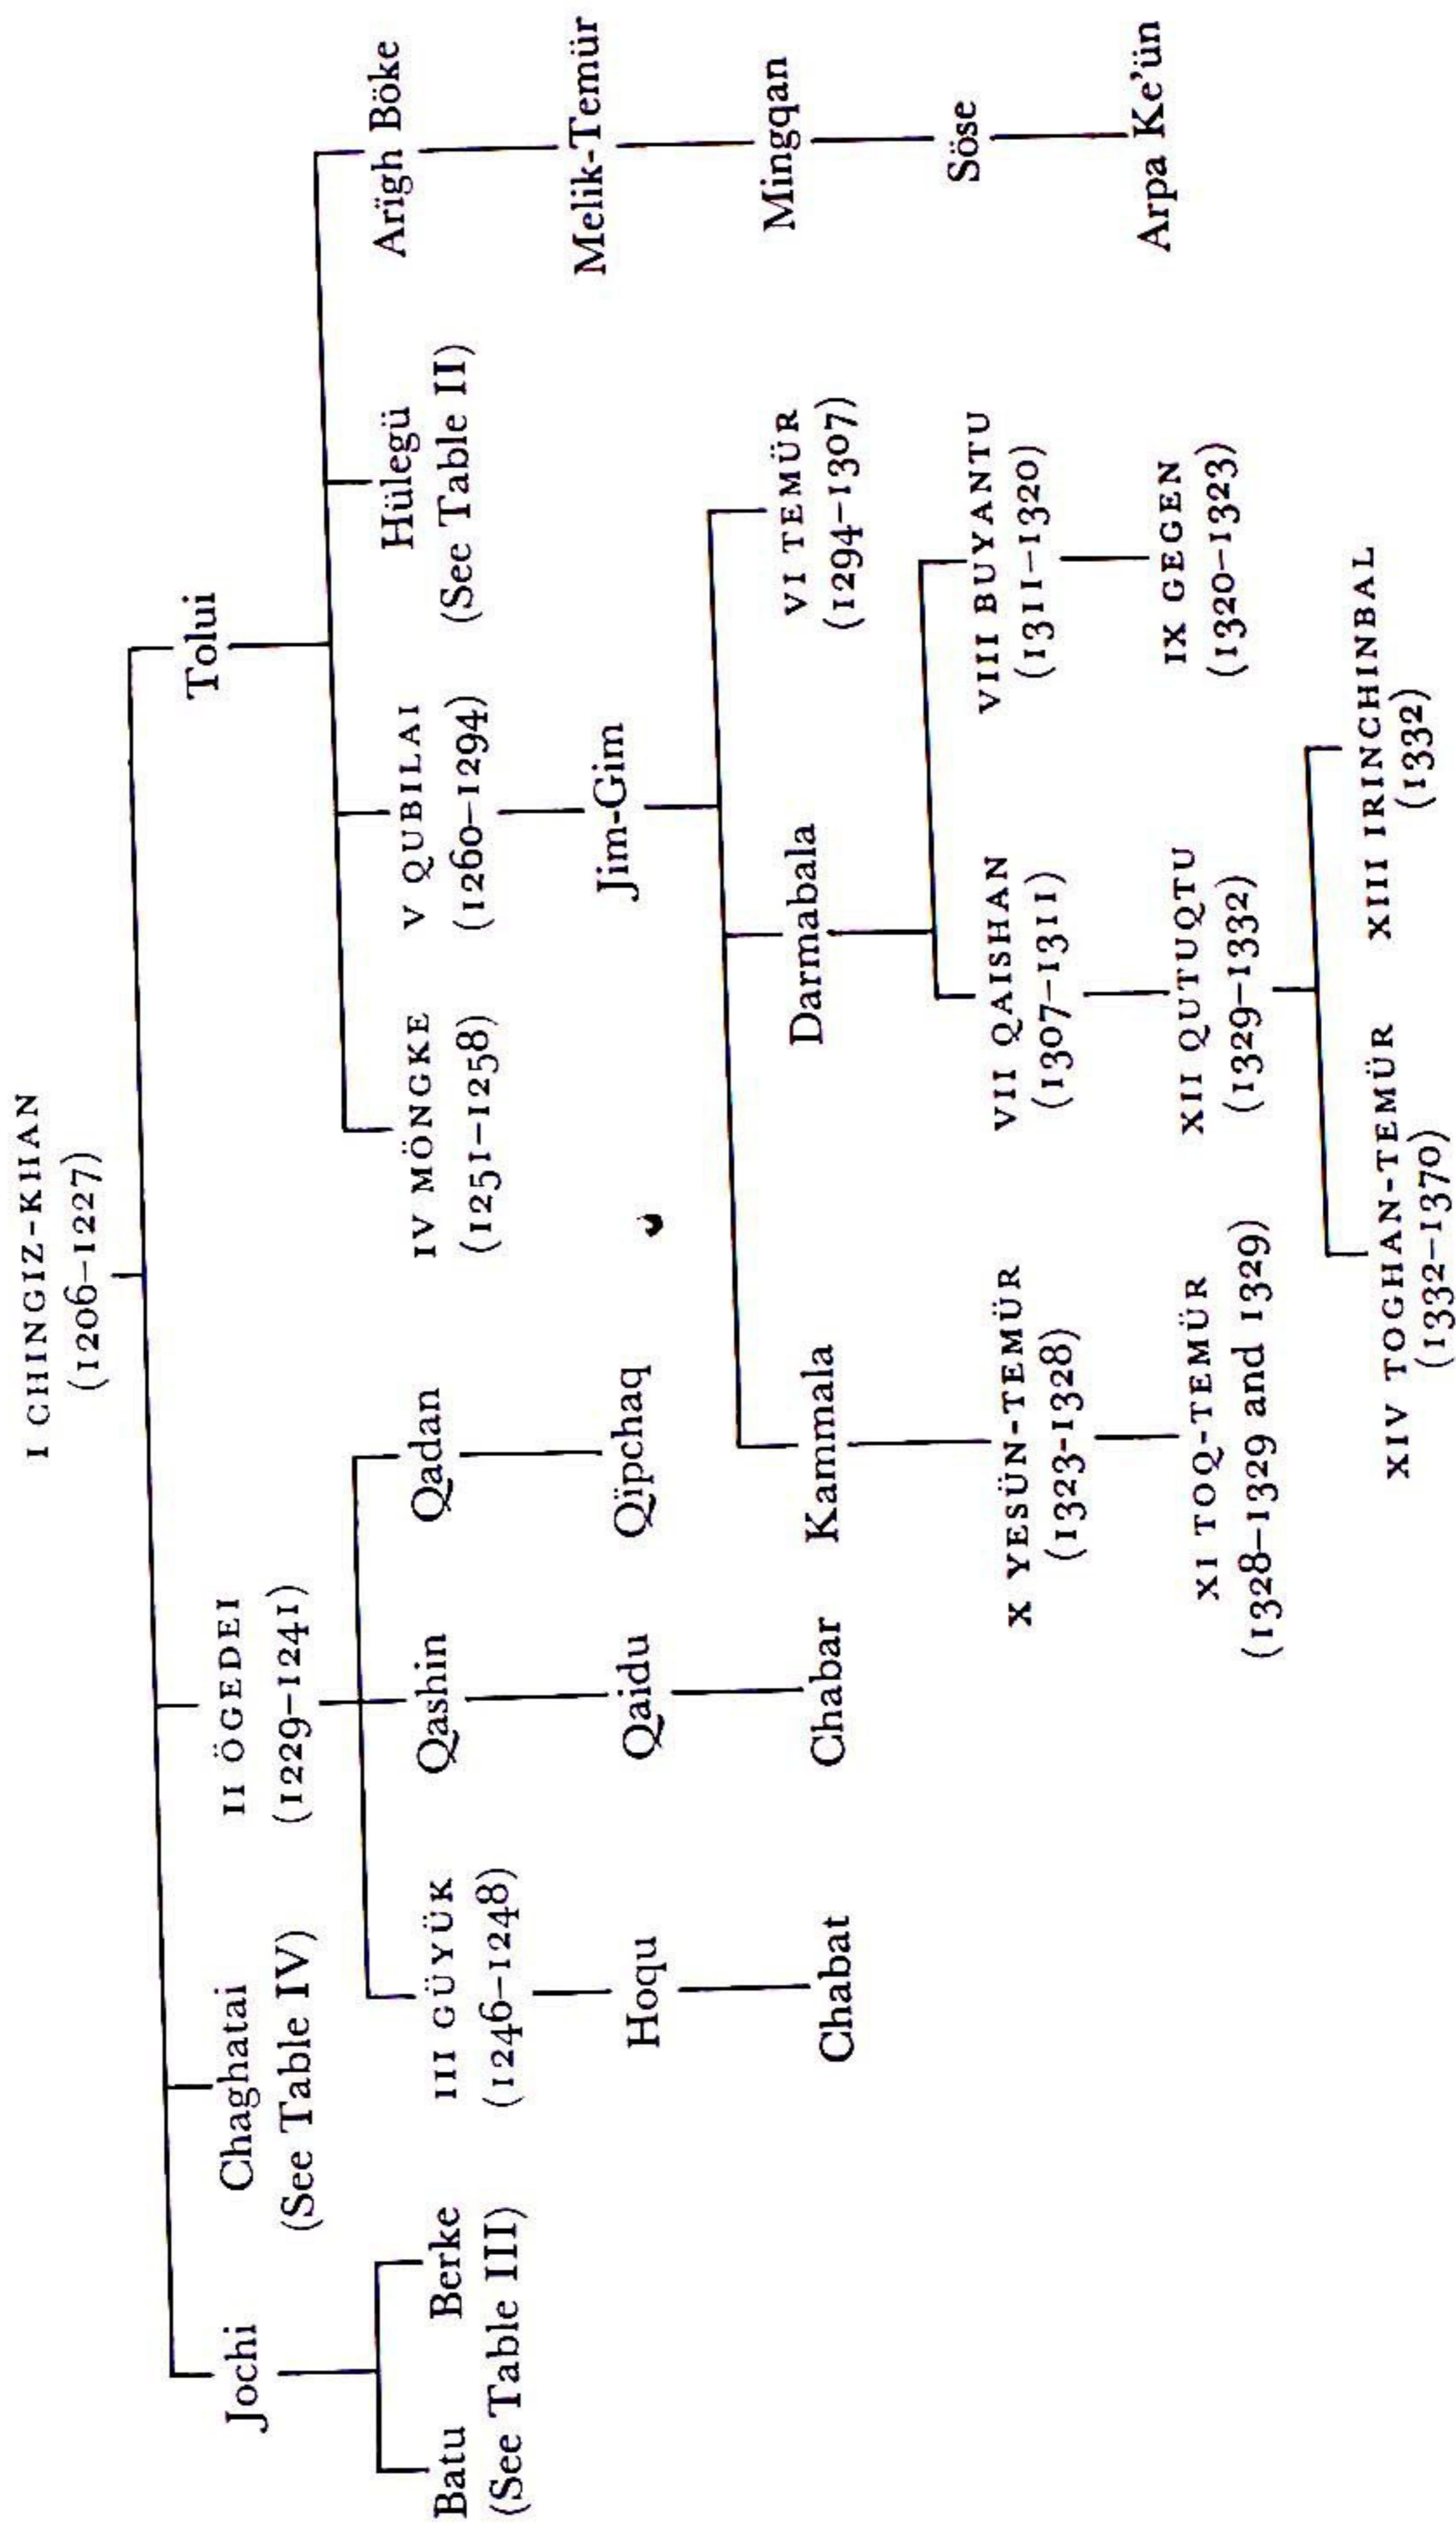 I CHINGIZ-KHAN
(1206–1227)
Jochi
Chaghatai
(See Table IV)
II ÖGEDEI
(1229–1241)
Tolui
Batu
Berke
(See Table III)
III GÜYÜK
(1246–1248)
Qashin
Qadan
IV MÖNGKE
(1251–1258)
V QUBILAI
(1260–1294)
Hülegü
(See Table II)
Arïgh Böke
Hoqu
Qaidu
Qïpchaq
Jim-Gim
Melik-Temür
Chabat
Chabar
Kammala
Darmabala
VI TEMÜR
(1294–1307)
Mingqan
X YESÜN-TEMÜR
(1323-1328)
VII QAISHAN
(1307–1311)
VIII BUYANTU
(1311–1320)
Söse
XI TOQ-TEMÜR
(1328–1329 and 1329)
XII QUTUQTU
(1329–1332)
IX GEGEN
(1320–1323)
Arpa Ke'ün
XIV TOGHAN-TEMÜR
(1332–1370)
XIII IRINCHINBAL
(1332)